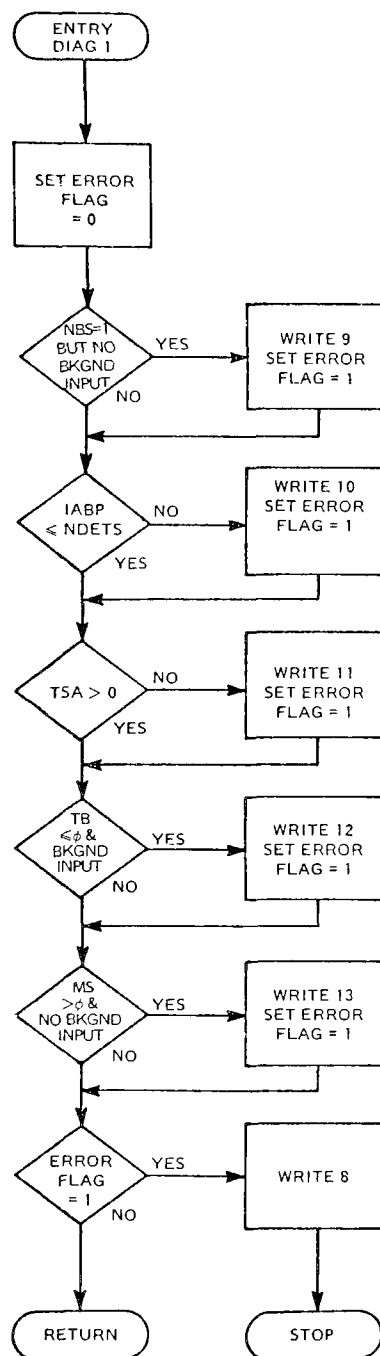 ENTRY
DIAG 1
SET ERROR
FLAG
= 0
NBS=1
BUT NO
BKGND
INPUT
YES
NO
WRITE 9
SET ERROR
FLAG = 1
IABP
≤ NDETS
NO
YES
WRITE 10
SET ERROR
FLAG = 1
TSA > 0
NO
YES
WRITE 11
SET ERROR
FLAG = 1
TB
≤ϕ &
BKGND
INPUT
YES
NO
WRITE 12
SET ERROR
FLAG = 1
MS
>ϕ &
NO BKGND
INPUT
YES
NO
WRITE 13
SET ERROR
FLAG = 1
ERROR
FLAG
= 1
YES
NO
WRITE 8
RETURN
STOP